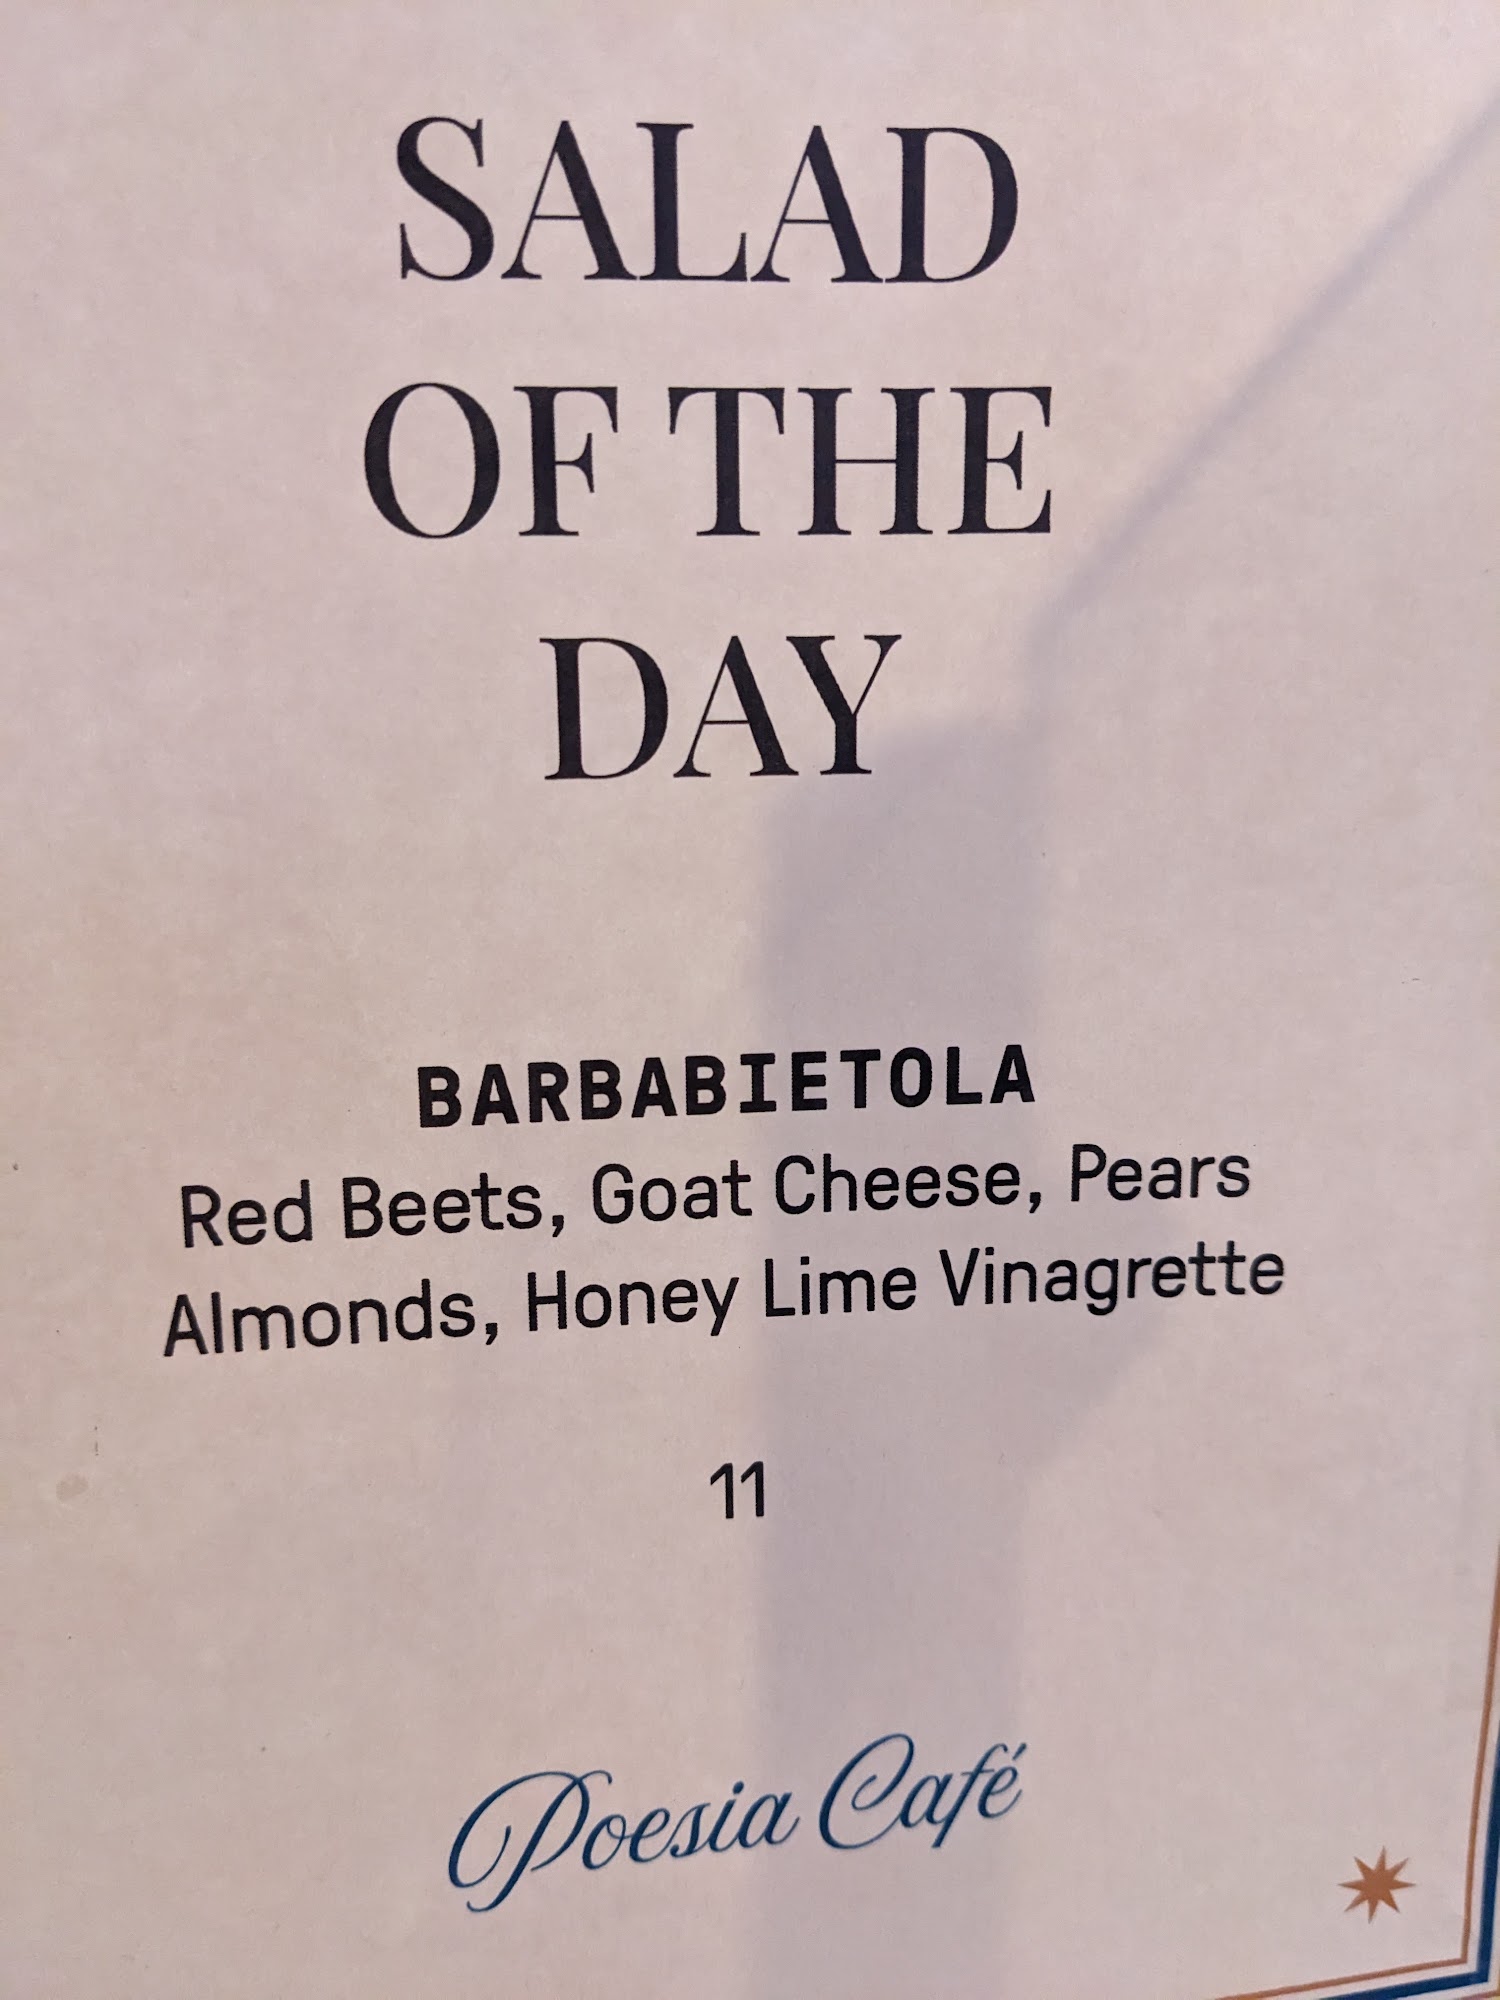 SALAD
OF THE
DAY
BARBABIETOLA
Red Beets, Goat Cheese, Pears
Almonds, Honey Lime Vinagrette
11
Poesia Café